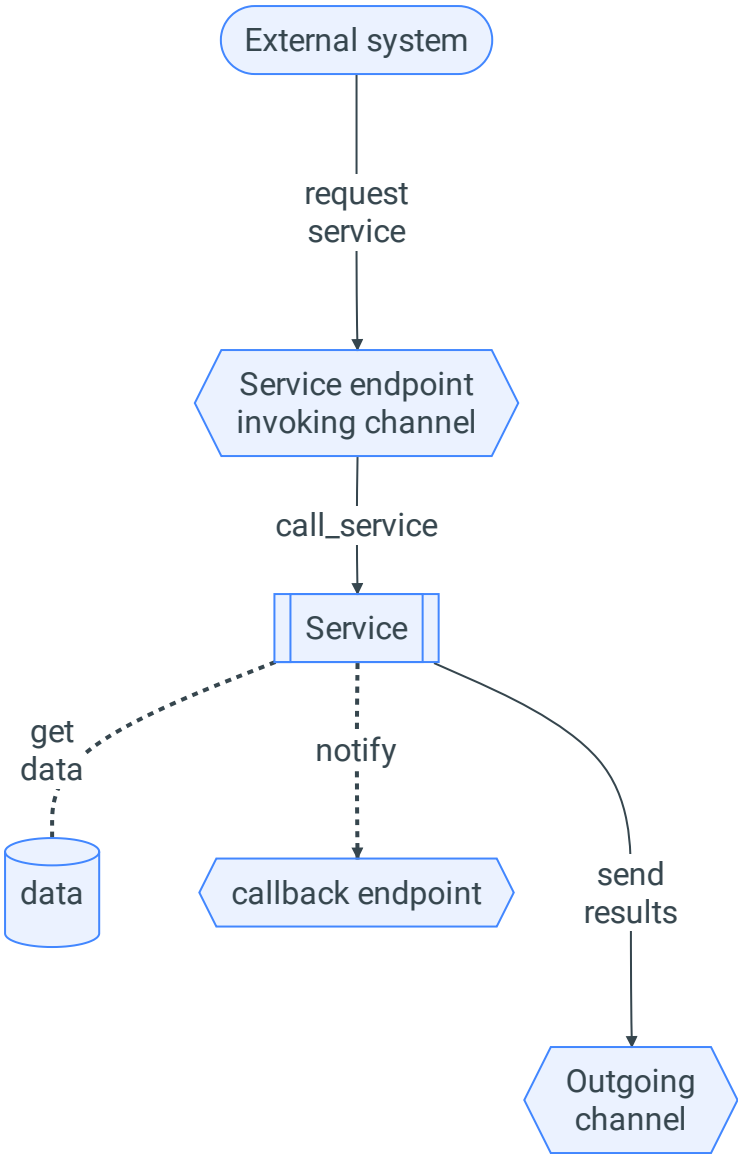 External system
request
service
Service endpoint
invoking channel
call_service
Service
get
data
notify
data
callback endpoint
send
results
Outgoing
channel